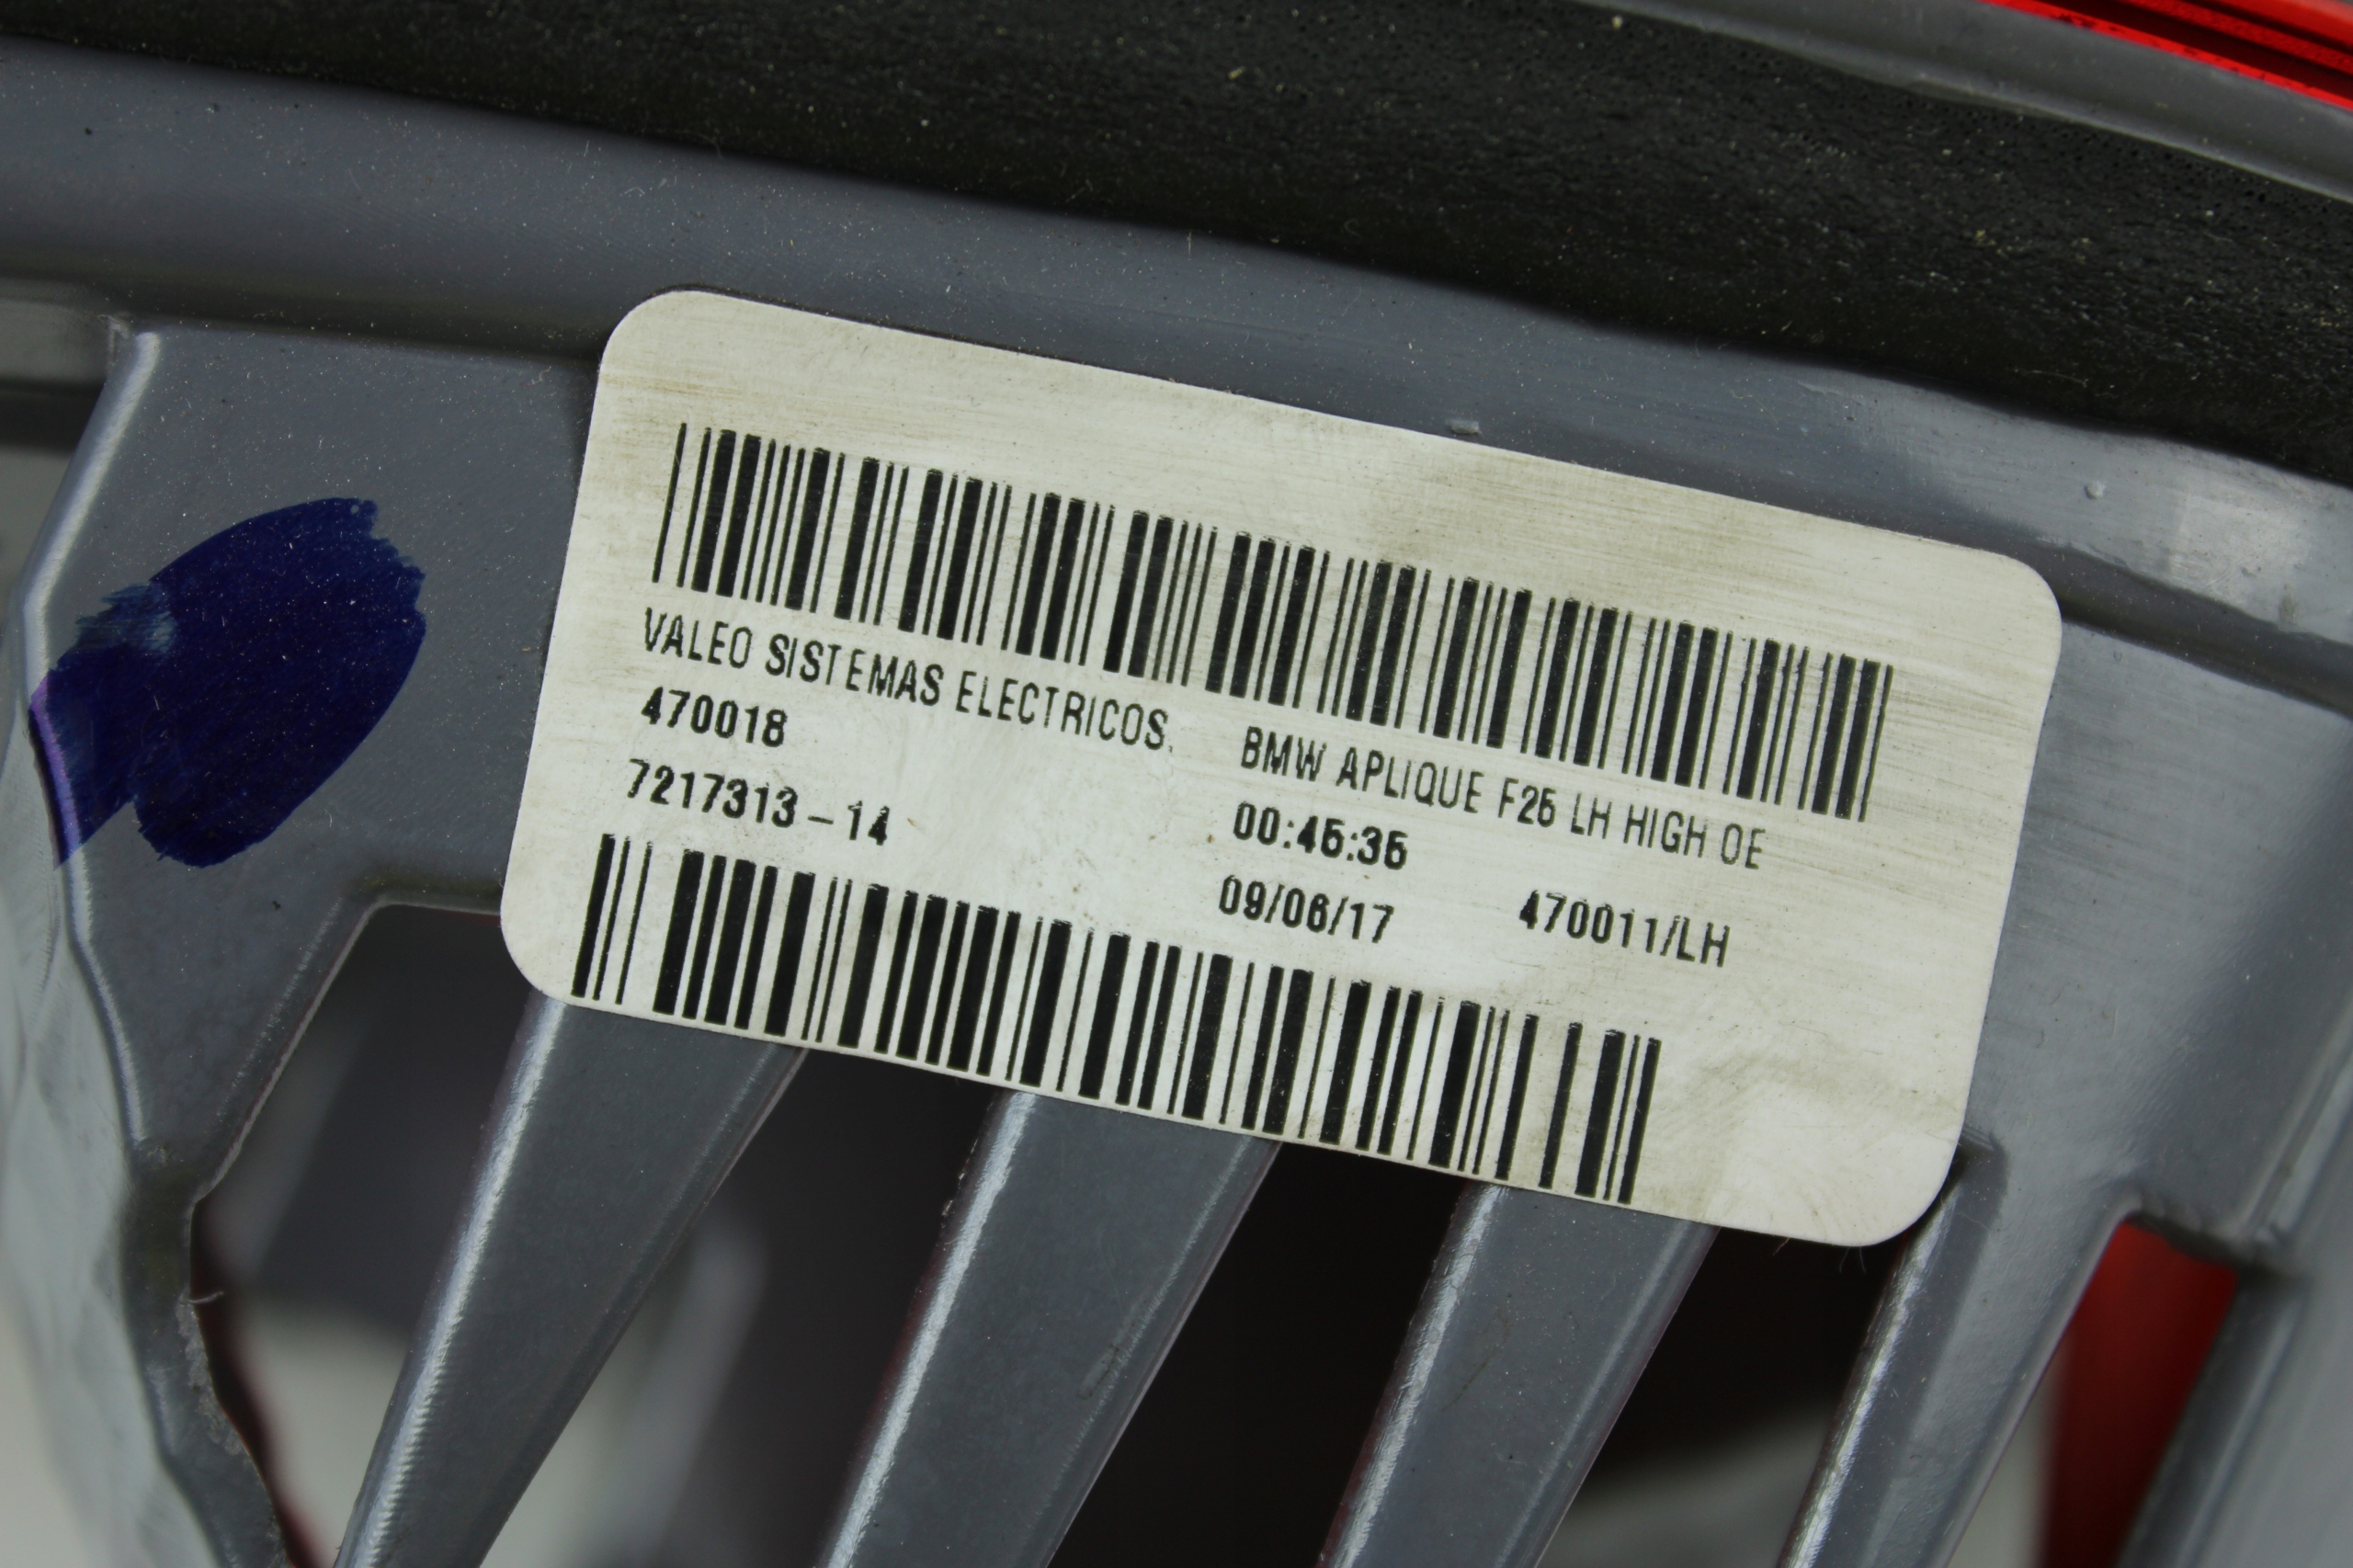 VALEO SISTEMAS ELECTRICOS. BMW APLIQUE F25 LH HIGH OE
470018 00:45:35
7217313-14 09/06/17 470011/LH